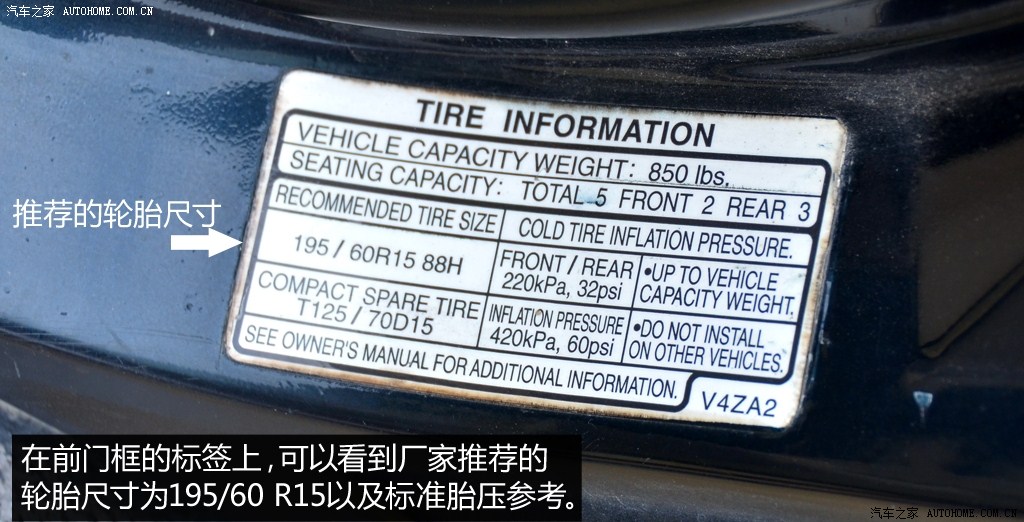 汽车之家 AUTOHOME.COM.CN
TIRE INFORMATION
VEHICLE CAPACITY WEIGHT: 850 lbs.
SEATING CAPACITY: TOTAL 5 FRONT 2 REAR 3
推荐的轮胎尺寸
RECOMMENDED TIRE SIZE
195 / 60R15 88H
COMPACT SPARE TIRE
T125 / 70D15
COLD TIRE INFLATION PRESSURE.
FRONT / REAR
220kPa, 32psi
•UP TO VEHICLE
CAPACITY WEIGHT.
INFLATION PRESSURE
420kPa, 60psi
•DO NOT INSTALL
ON OTHER VEHICLES.
SEE OWNER'S MANUAL FOR ADDITIONAL INFORMATION.
V4ZA2
在前门框的标签上,可以看到厂家推荐的
轮胎尺寸为195/60 R15以及标准胎压参考。
汽车之家 AUTOHOME.COM.CN